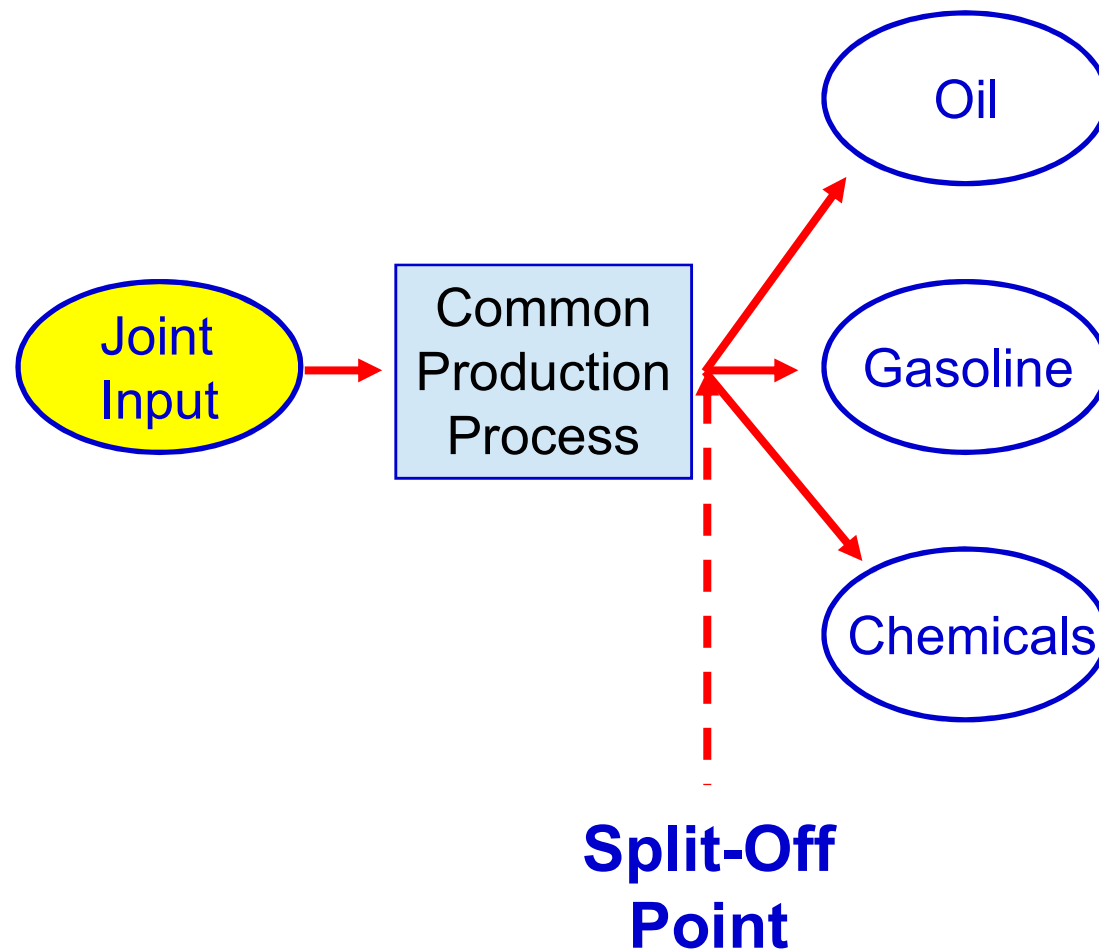 Joint
Input
Common
Production
Process
Oil
Gasoline
Chemicals
Split-Off
Point